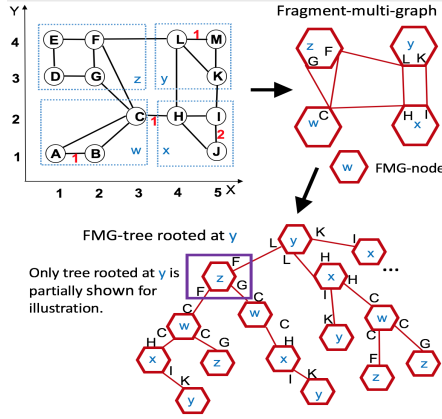 Y
Fragment-multi-graph
4 E F L 1 M
z F y
G L K
3 D G z y K
2 C 1 H I
C H I
w x
2
1 A 1 B w x J
w FMG-node
1 2 3 4 5 X
FMG-tree rooted at y
L y K I x ...
F L H
Only tree rooted at y is
partially shown for
illustration.
z x H
F G I
C C K C
w C w C y w C
H C G H F G
x z x z z
I K I K
y y